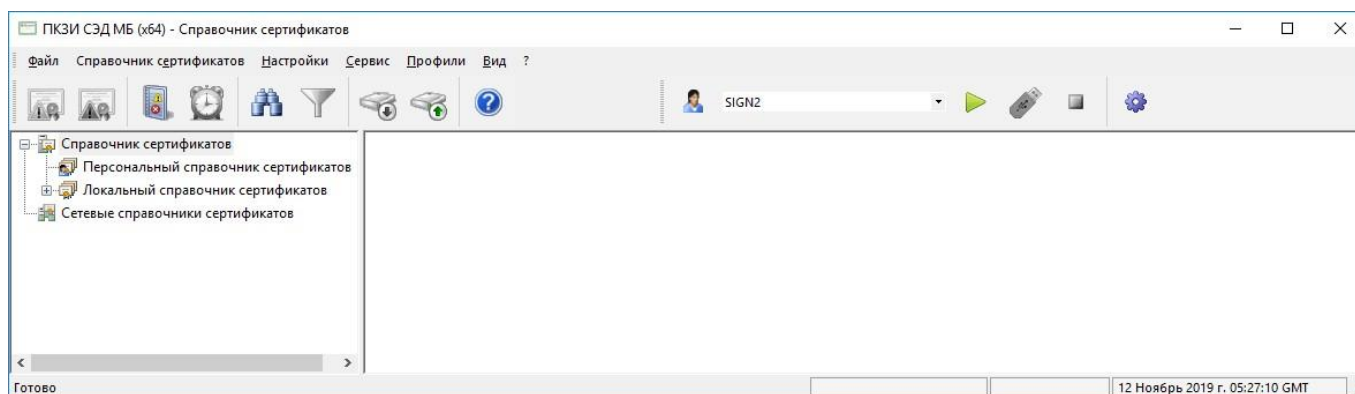 ПКЗИ СЭД МБ (x64) - Справочник сертификатов
Файл Справочник сертификатов Настройки Сервис Профили Вид ?
SIGN2
Справочник сертификатов
Персональный справочник сертификатов
Локальный справочник сертификатов
Сетевые справочники сертификатов
Готово
12 Ноябрь 2019 г. 05:27:10 GMT